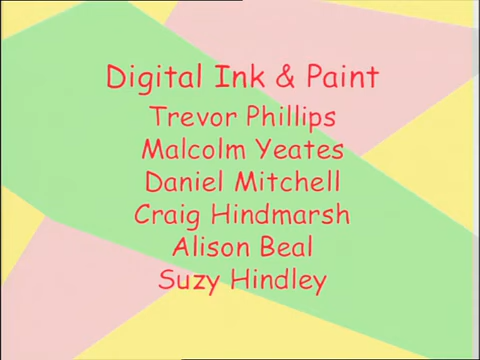 Digital Ink & Paint
Trevor Phillips
Malcolm Yeates
Daniel Mitchell
Craig Hindmarsh
Alison Beal
Suzy Hindley